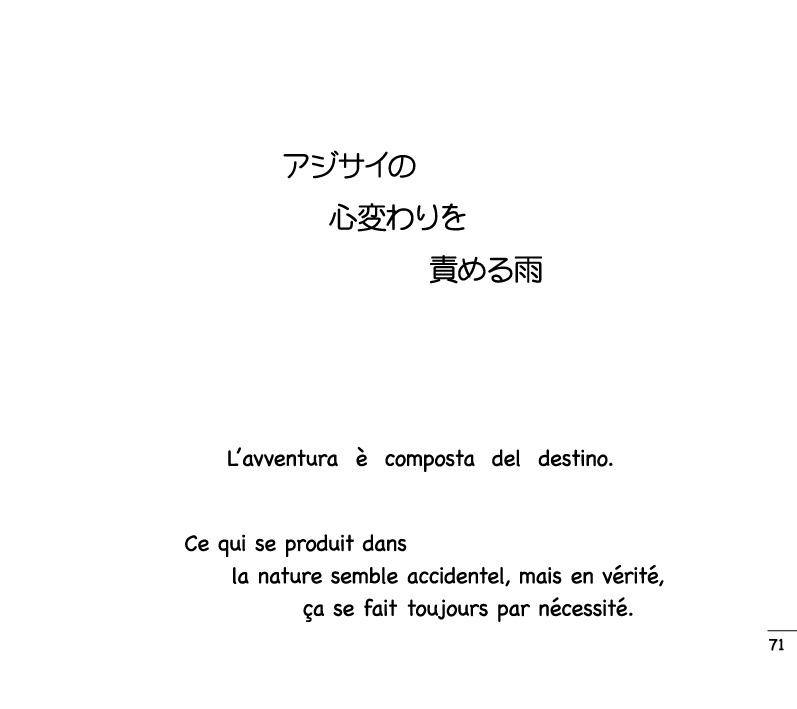 アジサイの
心変わりを
責める雨
L'avventura è composta del destino.
Ce qui se produit dans
la nature semble accidentel, mais en vérité,
ça se fait toujours par nécessité.
71